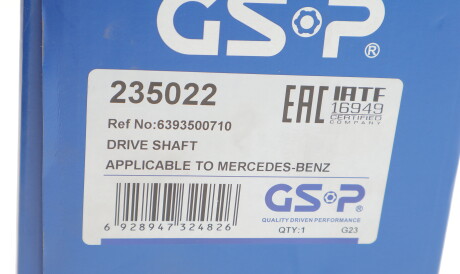 GSP®
235022
EAC IATF
16949
CERTIFIED
COMPANY
Ref No:6393500710
DRIVE SHAFT
APPLICABLE TO MERCEDES-BENZ
GSP®
QUALITY DRIVEN PERFORMANCE
6 928947 324826
QTY:1 G23